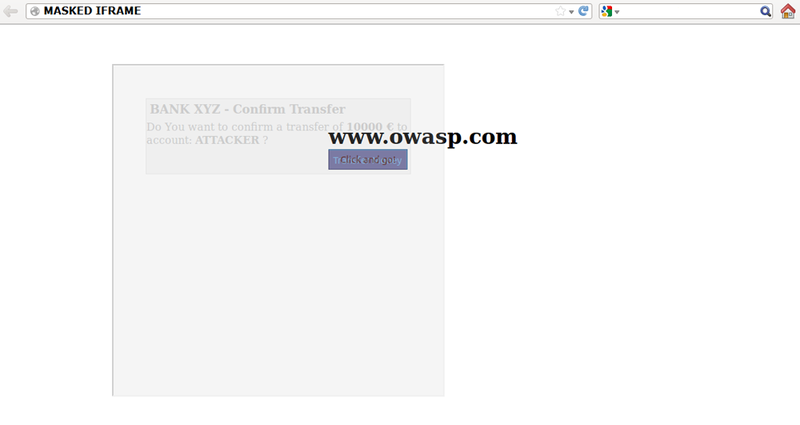 MASKED IFRAME
BANK XYZ - Confirm Transfer
Do You want to confirm a transfer of 10000 € to
account: ATTACKER ?
www.owasp.com
Click and go!